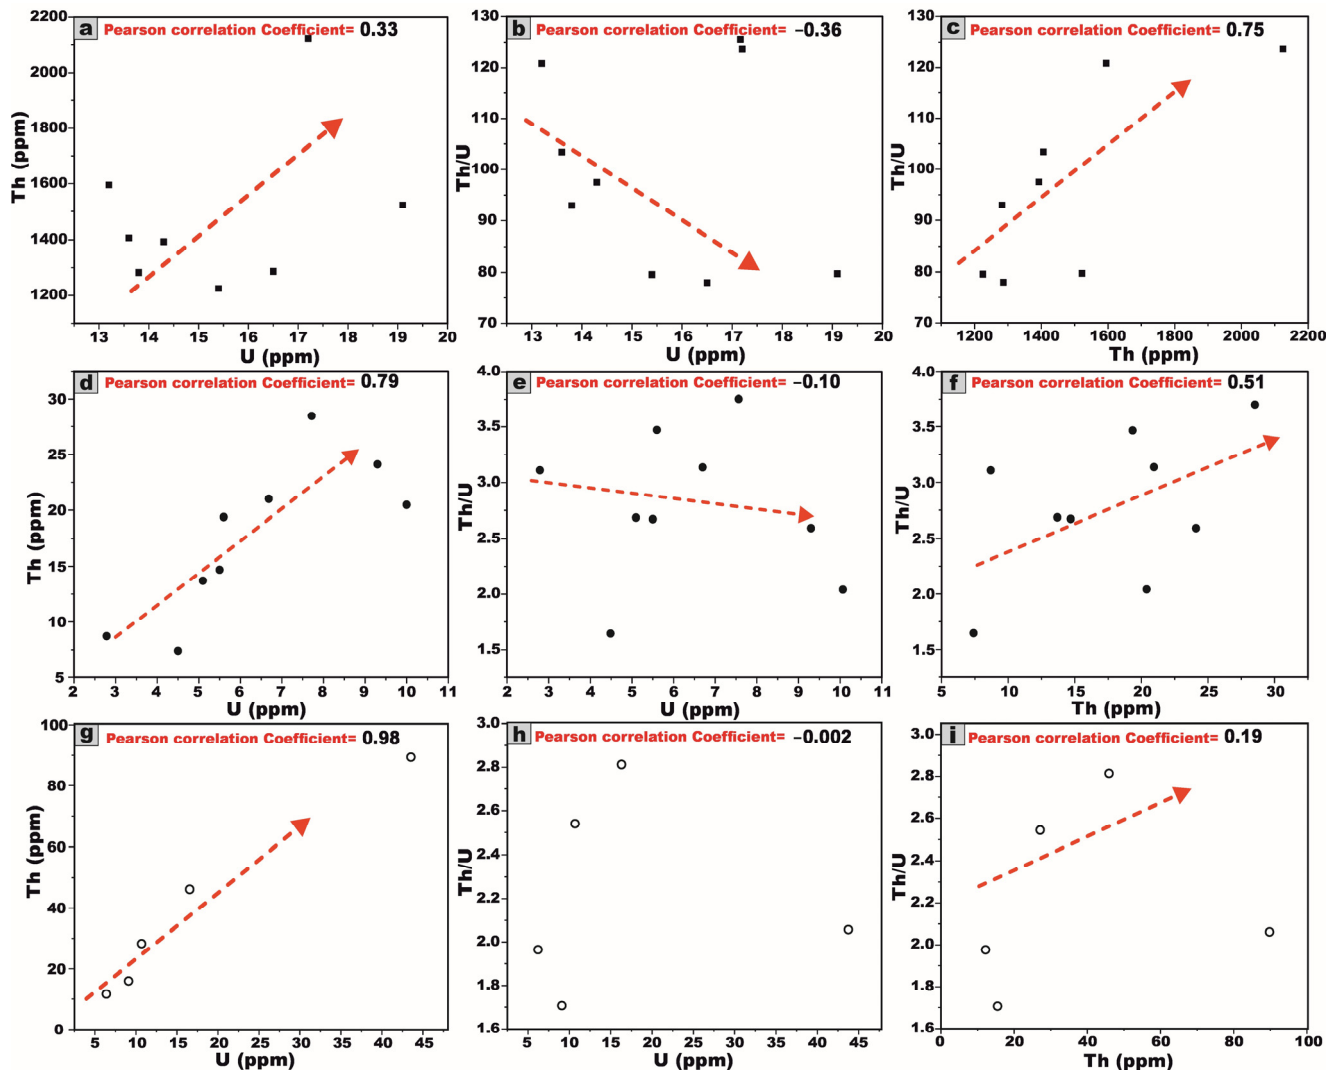 a Pearson correlation Coefficient= 0.33
2200
2000
1800
1600
1400
1200
Th (ppm)
13 14 15 16 17 18 19 20
U (ppm)
b Pearson correlation Coefficient= −0.36
130
120
110
100
90
80
70
Th/U
13 14 15 16 17 18 19 20
U (ppm)
c Pearson correlation Coefficient= 0.75
130
120
110
100
90
80
70
Th/U
1200 1400 1600 1800 2000 2200
Th (ppm)
d Pearson correlation Coefficient= 0.79
30
25
20
15
10
5
Th (ppm)
2 3 4 5 6 7 8 9 10 11
U (ppm)
e Pearson correlation Coefficient= −0.10
4.0
3.5
3.0
2.5
2.0
1.5
Th/U
2 3 4 5 6 7 8 9 10 11
U (ppm)
f Pearson correlation Coefficient= 0.51
4.0
3.5
3.0
2.5
2.0
1.5
Th/U
5 10 15 20 25 30
Th (ppm)
g Pearson correlation Coefficient= 0.98
100
80
60
40
20
0
Th (ppm)
5 10 15 20 25 30 35 40 45
U (ppm)
h Pearson correlation Coefficient= −0.002
3.0
2.8
2.6
2.4
2.2
2.0
1.8
1.6
Th/U
5 10 15 20 25 30 35 40 45
U (ppm)
i Pearson correlation Coefficient= 0.19
3.0
2.8
2.6
2.4
2.2
2.0
1.8
1.6
Th/U
0 20 40 60 80 100
Th (ppm)